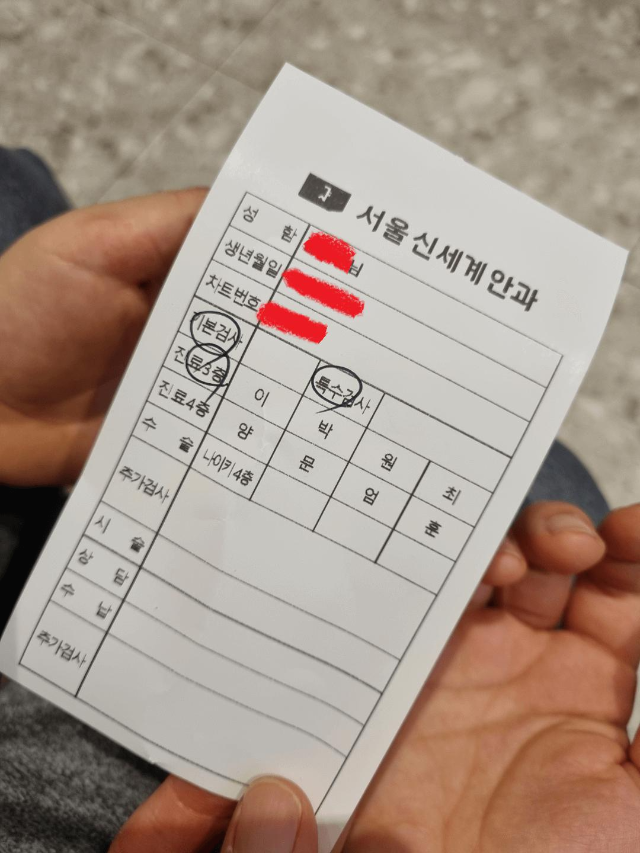 서울신세계안과
성 함 님
생년월일
차트번호
기본검사 특수검사
진료3층 이 박 원 최
진료4층 양 문 엄 훈
수 술 나이키4층
추가검사
시 술
상 담
수 납
추가검사